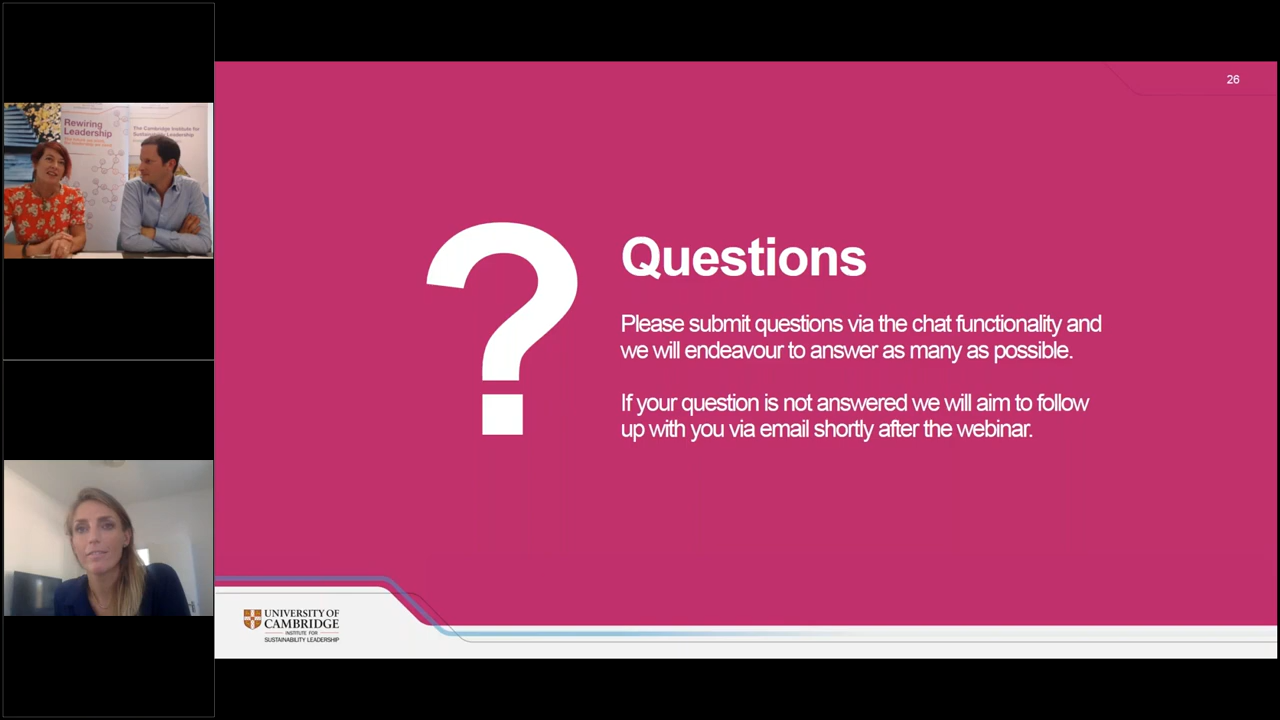 Rewiring
Leadership
The Cambridge Institute for
Sustainability Leadership
26
Questions
Please submit questions via the chat functionality and
we will endeavour to answer as many as possible.
If your question is not answered we will aim to follow
up with you via email shortly after the webinar.
UNIVERSITY OF
CAMBRIDGE
INSTITUTE FOR
SUSTAINABILITY LEADERSHIP